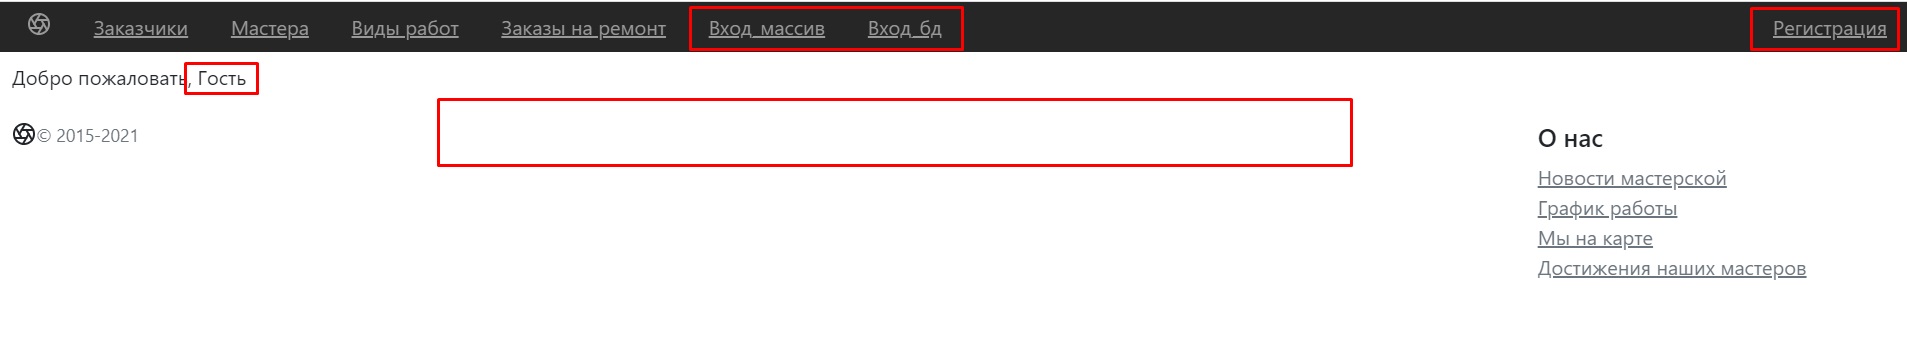 Заказчики Мастера Виды работ Заказы на ремонт Вход_массив Вход_бд Регистрация
Добро пожаловать, Гость
© 2015-2021
О нас
Новости мастерской
График работы
Мы на карте
Достижения наших мастеров